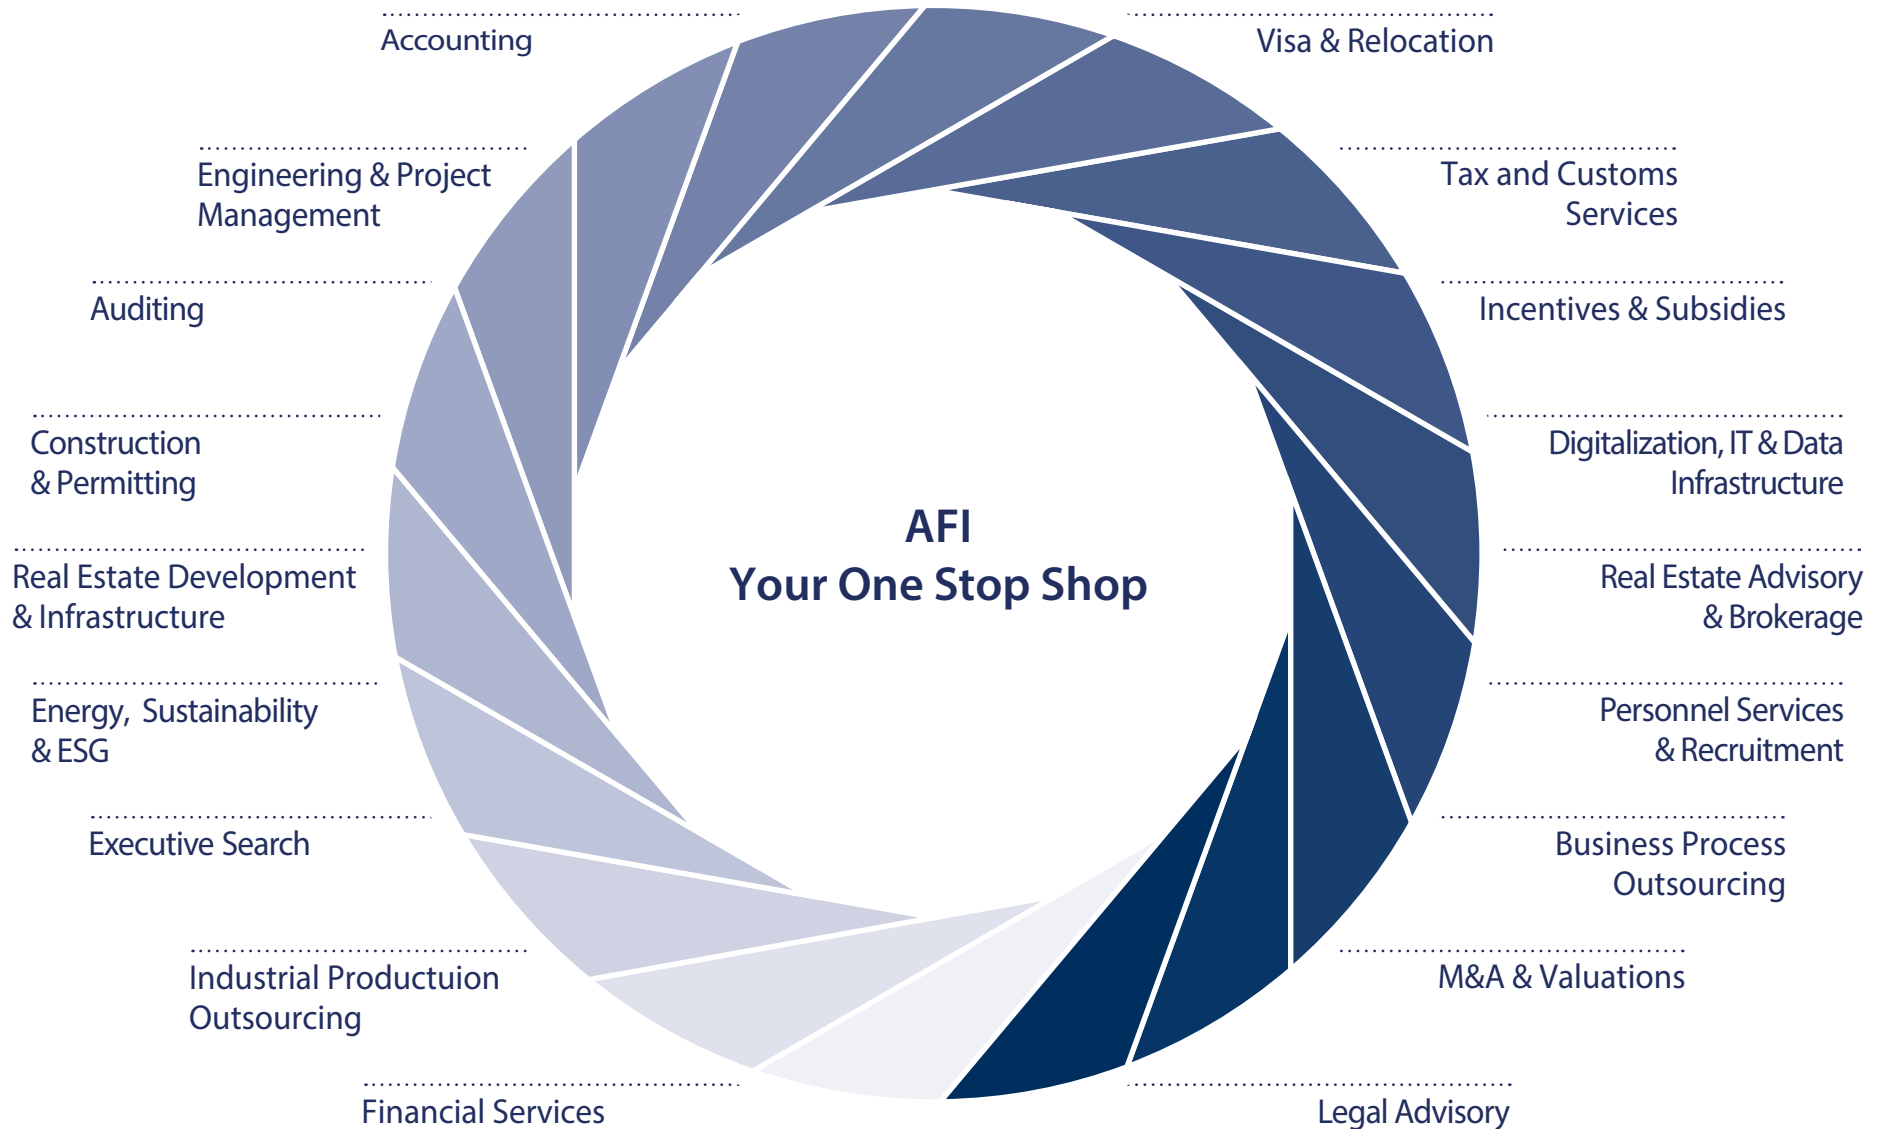 Accounting
Engineering & Project
Management
Auditing
Construction
& Permitting
Real Estate Development
& Infrastructure
Energy, Sustainability
& ESG
Executive Search
Industrial Productuion
Outsourcing
Financial Services
AFI
Your One Stop Shop
Visa & Relocation
Tax and Customs
Services
Incentives & Subsidies
Digitalization, IT & Data
Infrastructure
Real Estate Advisory
& Brokerage
Personnel Services
& Recruitment
Business Process
Outsourcing
M&A & Valuations
Legal Advisory